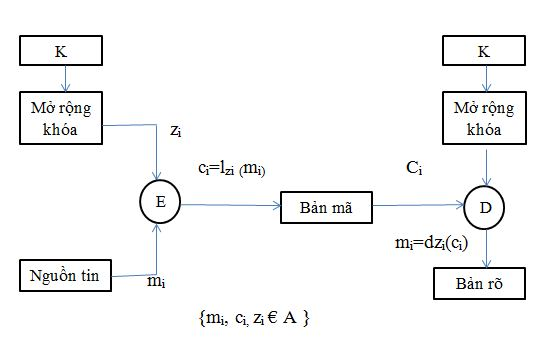 K
K
Mở rộng
khóa
Mở rộng
khóa
zᵢ
cᵢ=lzᵢ (mᵢ)
Cᵢ
E
Bản mã
D
mᵢ=dzᵢ(cᵢ)
Nguồn tin
mᵢ
Bản rõ
{mᵢ, cᵢ, zᵢ € A }